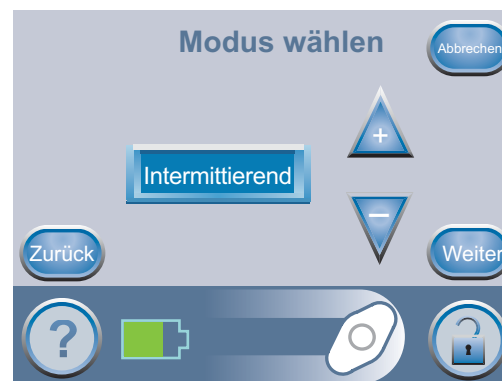 Modus wählen
Abbrechen
+
Intermittierend
−
Zurück
Weiter
?